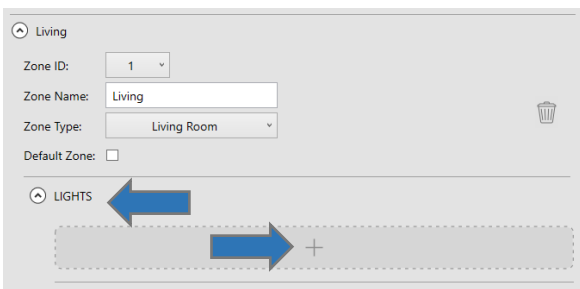 Living
Zone ID: 1
Zone Name: Living
Zone Type: Living Room
Default Zone:
LIGHTS